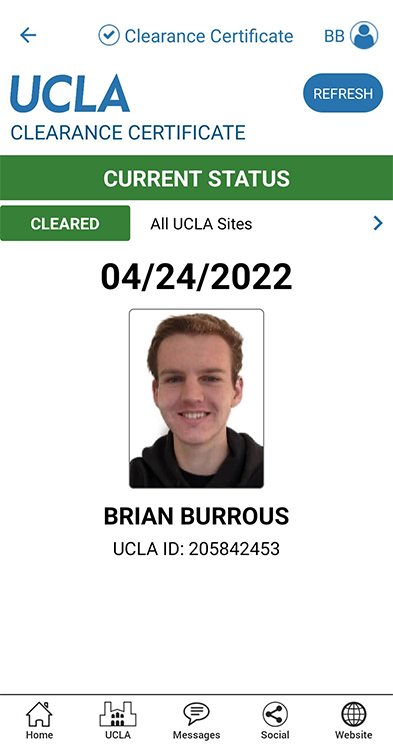 Clearance Certificate BB
UCLA
REFRESH
CLEARANCE CERTIFICATE
CURRENT STATUS
CLEARED All UCLA Sites
04/24/2022
BRIAN BURROUS
UCLA ID: 205842453
Home UCLA Messages Social Website